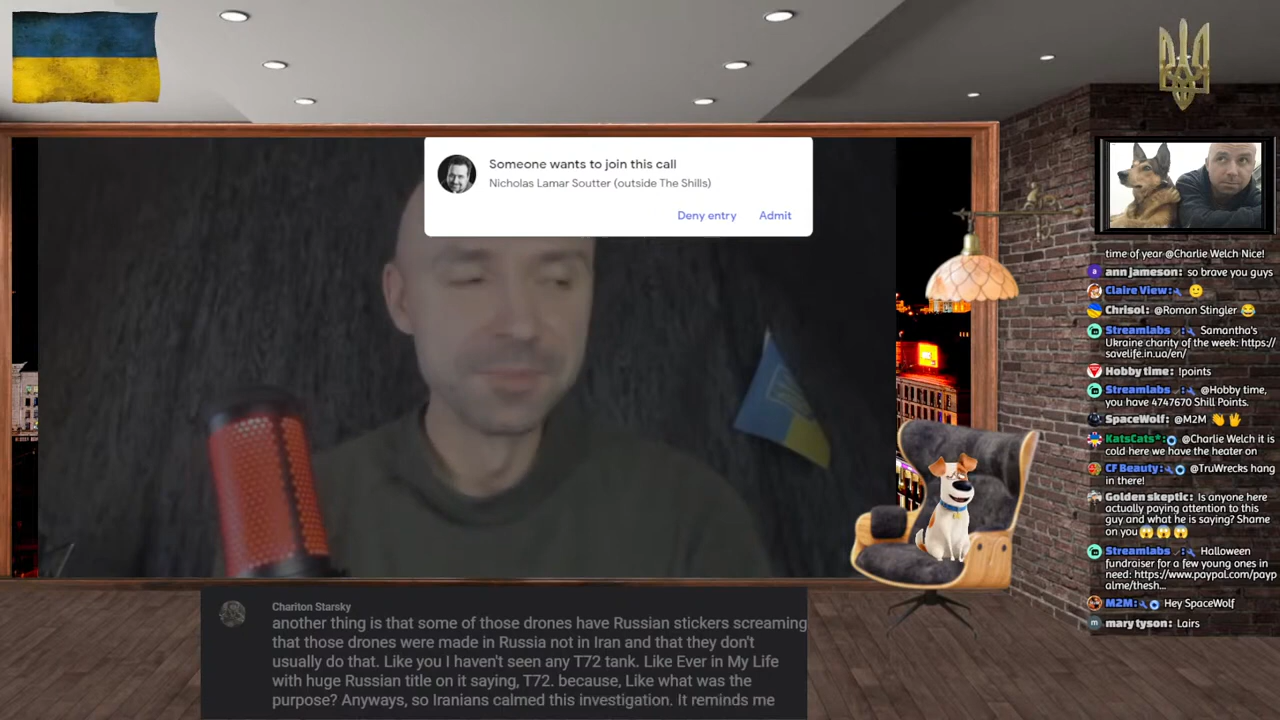 Someone wants to join this call
Nicholas Lamar Soutter (outside The Shills)
Deny entry Admit
time of year @Charlie Welch Nice!
ann jameson: so brave you guys
Claire View: 🙂
Chrisol: @Roman Stingler 😂
Streamlabs : Samantha's
Ukraine charity of the week: https://
savelife.in.ua/en/
Hobby time: !points
Streamlabs : @Hobby time,
you have 4747670 Shill Points.
SpaceWolf: @M2M 👋 🖖
KatsCats*: @Charlie Welch it is
cold here we have the heater on
CF Beauty: @TruWrecks hang
in there!
Golden skeptic: Is anyone here
actually paying attention to this
guy and what he is saying? Shame
on you 😱 😱 😱
Streamlabs : Halloween
fundraiser for a few young ones in
need: https://www.paypal.com/payp
alme/thesh...
M2M: Hey SpaceWolf
mary tyson: Lairs
Chariton Starsky
another thing is that some of those drones have Russian stickers screaming
that those drones were made in Russia not in Iran and that they don't
usually do that. Like you I haven't seen any T72 tank. Like Ever in My Life
with huge Russian title on it saying, T72. because, Like what was the
purpose? Anyways, so Iranians calmed this investigation. It reminds me